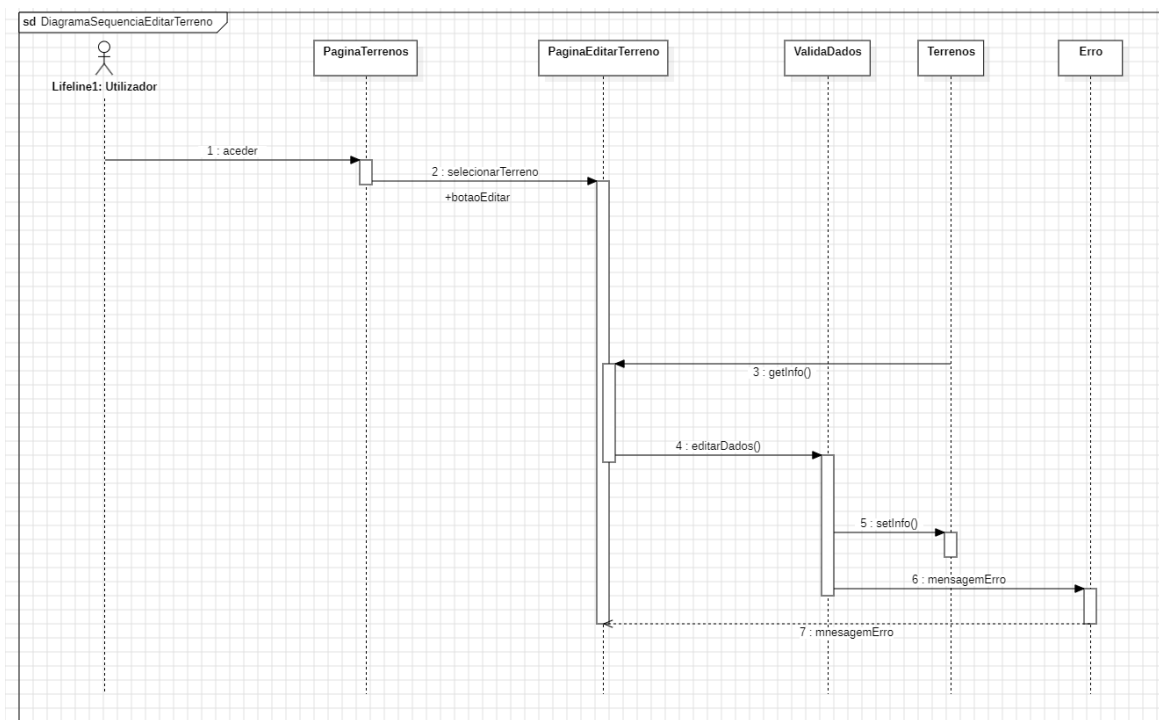 sd DiagramaSequenciaEditarTerreno
PaginaTerrenos
PaginaEditarTerreno
ValidaDados
Terrenos
Erro
Lifeline1: Utilizador
1 : aceder
2 : selecionarTerreno
+botaoEditar
3 : getInfo()
4 : editarDados()
5 : setInfo()
6 : mensagemErro
7 : mnesagemErro